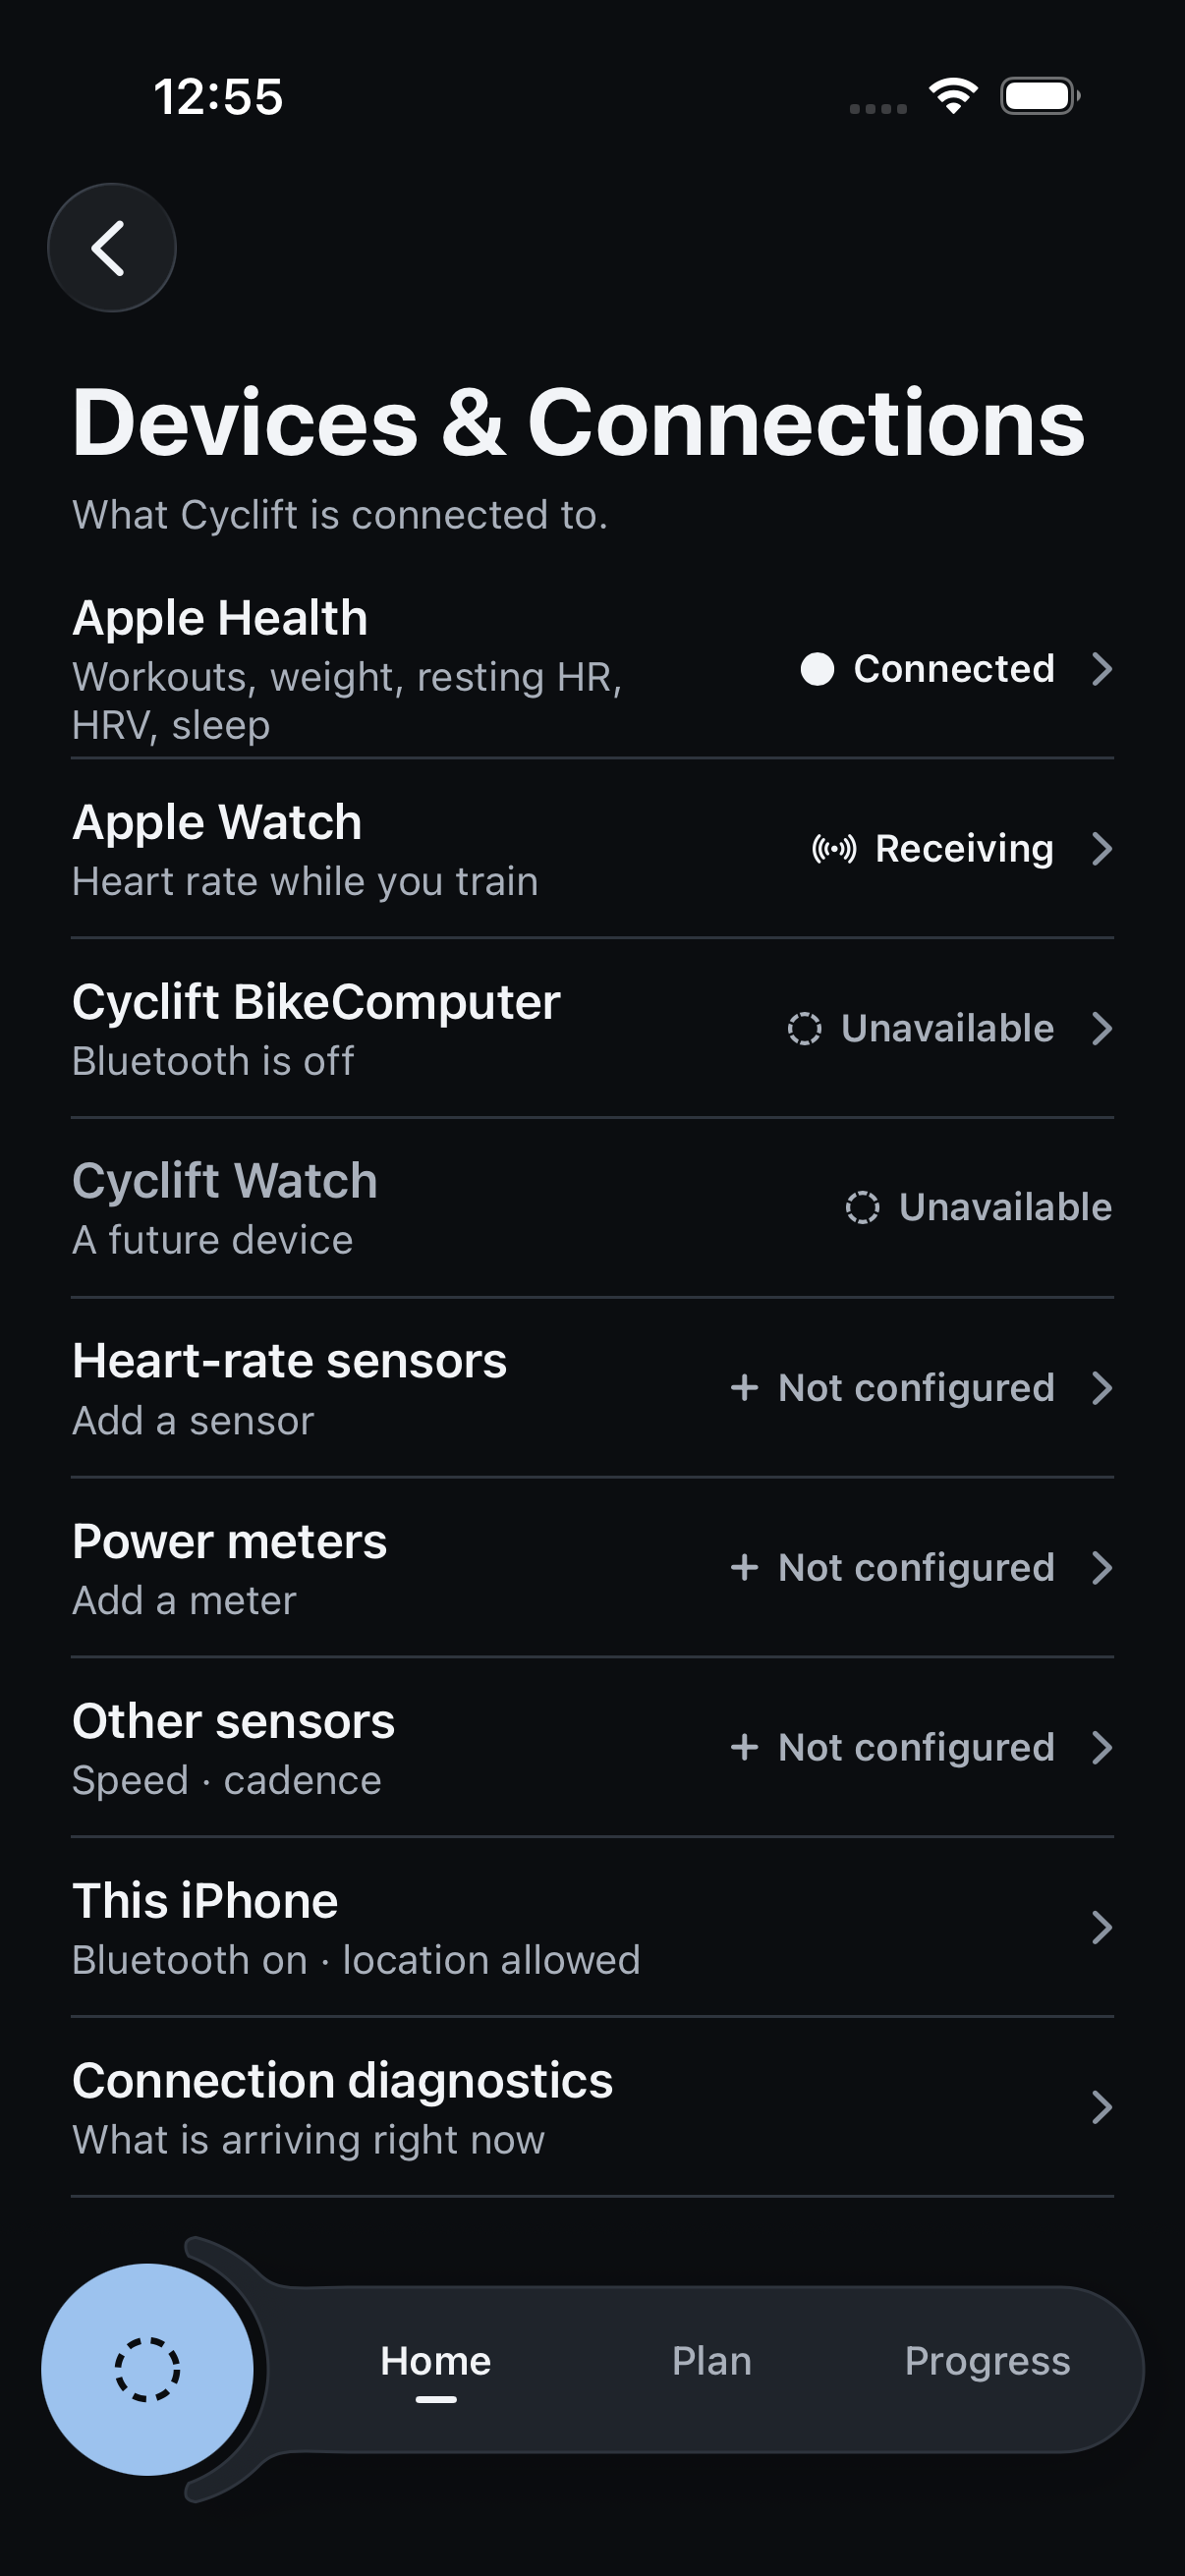 12:55
Devices & Connections
What Cyclift is connected to.
Apple Health
Workouts, weight, resting HR,
HRV, sleep
Connected
Apple Watch
Heart rate while you train
Receiving
Cyclift BikeComputer
Bluetooth is off
Unavailable
Cyclift Watch
A future device
Unavailable
Heart-rate sensors
Add a sensor
+ Not configured
Power meters
Add a meter
+ Not configured
Other sensors
Speed · cadence
+ Not configured
This iPhone
Bluetooth on · location allowed
Connection diagnostics
What is arriving right now
Home
Plan
Progress